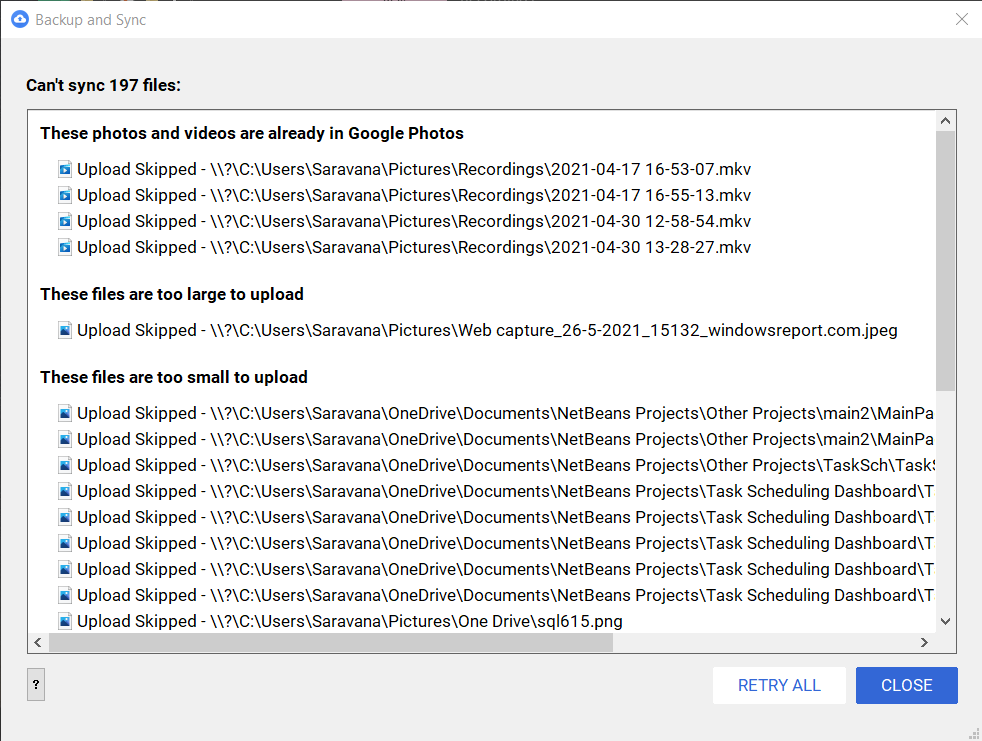 Backup and Sync
Can't sync 197 files:
These photos and videos are already in Google Photos
Upload Skipped - \\?\C:\Users\Saravana\Pictures\Recordings\2021-04-17 16-53-07.mkv
Upload Skipped - \\?\C:\Users\Saravana\Pictures\Recordings\2021-04-17 16-55-13.mkv
Upload Skipped - \\?\C:\Users\Saravana\Pictures\Recordings\2021-04-30 12-58-54.mkv
Upload Skipped - \\?\C:\Users\Saravana\Pictures\Recordings\2021-04-30 13-28-27.mkv
These files are too large to upload
Upload Skipped - \\?\C:\Users\Saravana\Pictures\Web capture_26-5-2021_15132_windowsreport.com.jpeg
These files are too small to upload
Upload Skipped - \\?\C:\Users\Saravana\OneDrive\Documents\NetBeans Projects\Other Projects\main2\MainPa
Upload Skipped - \\?\C:\Users\Saravana\OneDrive\Documents\NetBeans Projects\Other Projects\main2\MainPa
Upload Skipped - \\?\C:\Users\Saravana\OneDrive\Documents\NetBeans Projects\Other Projects\TaskSch\TaskS
Upload Skipped - \\?\C:\Users\Saravana\OneDrive\Documents\NetBeans Projects\Task Scheduling Dashboard\T
Upload Skipped - \\?\C:\Users\Saravana\OneDrive\Documents\NetBeans Projects\Task Scheduling Dashboard\T
Upload Skipped - \\?\C:\Users\Saravana\OneDrive\Documents\NetBeans Projects\Task Scheduling Dashboard\T
Upload Skipped - \\?\C:\Users\Saravana\OneDrive\Documents\NetBeans Projects\Task Scheduling Dashboard\T
Upload Skipped - \\?\C:\Users\Saravana\OneDrive\Documents\NetBeans Projects\Task Scheduling Dashboard\T
Upload Skipped - \\?\C:\Users\Saravana\Pictures\One Drive\sql615.png
?
RETRY ALL
CLOSE